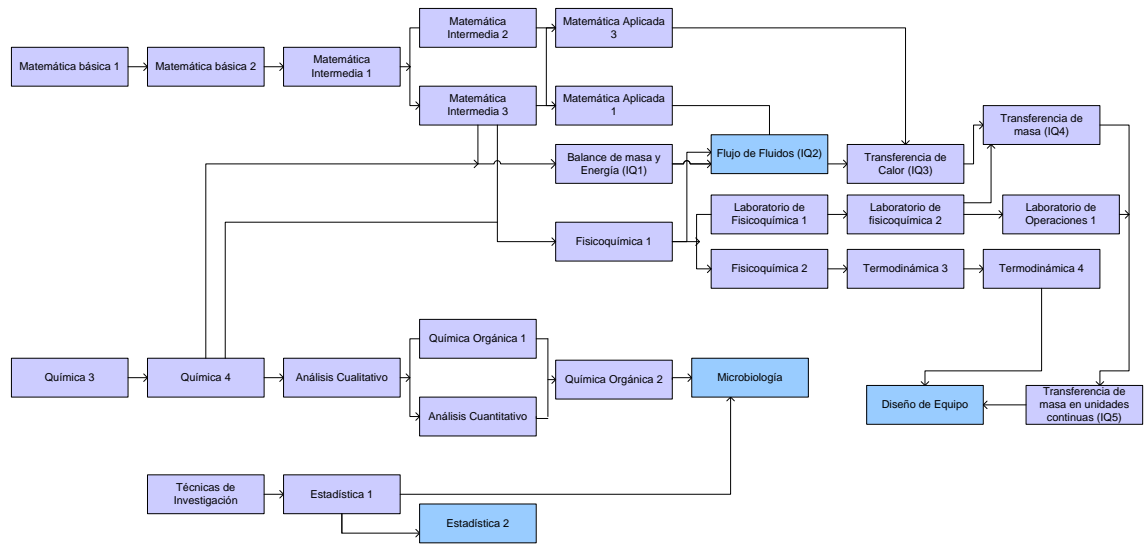 Matemática
Intermedia 2
Matemática Aplicada
3
Matemática básica 1
Matemática básica 2
Matemática
Intermedia 1
Matemática
Intermedia 3
Matemática Aplicada
1
Transferencia de
masa (IQ4)
Balance de masa y
Energía (IQ1)
Flujo de Fluidos (IQ2)
Transferencia de
Calor (IQ3)
Laboratorio de
Fisicoquímica 1
Laboratorio de
fisicoquímica 2
Laboratorio de
Operaciones 1
Fisicoquímica 1
Fisicoquímica 2
Termodinámica 3
Termodinámica 4
Química Orgánica 1
Química 3
Química 4
Análisis Cualitativo
Química Orgánica 2
Microbiología
Análisis Cuantitativo
Diseño de Equipo
Transferencia de
masa en unidades
continuas (IQ5)
Técnicas de
Investigación
Estadística 1
Estadística 2